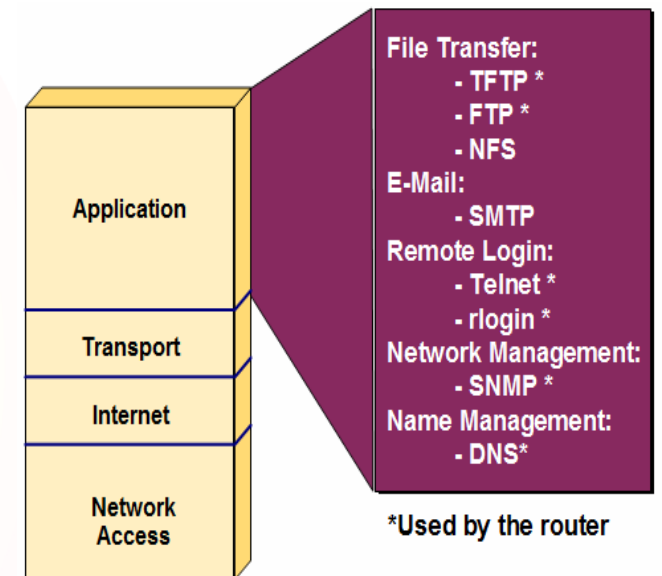 Application
Transport
Internet
Network
Access
File Transfer:
- TFTP *
- FTP *
- NFS
E-Mail:
- SMTP
Remote Login:
- Telnet *
- rlogin *
Network Management:
- SNMP *
Name Management:
- DNS*
*Used by the router